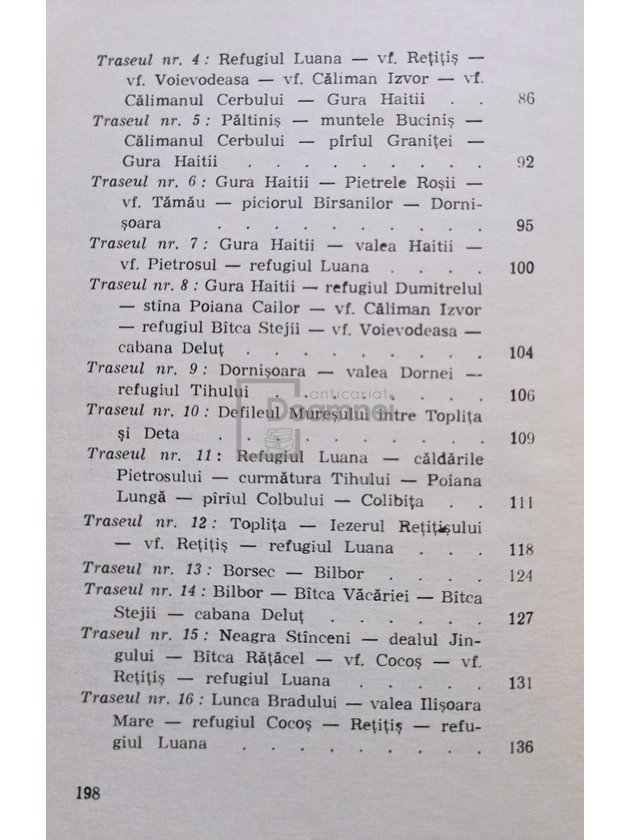 Traseul nr. 4: Refugiul Luana — vf. Retițiș —
vf. Voievodeasa — vf. Căliman Izvor — vf.
Călimanul Cerbului — Gura Haitii . . 86
Traseul nr. 5: Păltiniș — muntele Buciniș —
Călimanul Cerbului — pîrîul Graniței —
Gura Haitii . . . . . . . . . 92
Traseul nr. 6: Gura Haitii — Pietrele Roșii —
vf. Tămău — piciorul Bîrsanilor — Dorni-
șoara . . . . . . . . . . 95
Traseul nr. 7: Gura Haitii — valea Haitii —
vf. Pietrosul — refugiul Luana . . . . 100
Traseul nr. 8: Gura Haitii — refugiul Dumitrelul
— stîna Poiana Cailor — vf. Căliman Izvor
— refugiul Bîtca Stejii — vf. Voievodeasa —
cabana Deluț . . . . . . . . 104
Traseul nr. 9: Dornișoara — valea Dornei —
refugiul Tihului . . . . . . . . 106
anticariat
Doamnei
Traseul nr. 10: Defileul Mureșului între Toplița
și Deta . . . . . . . . . . 109
Traseul nr. 11: Refugiul Luana — căldările
Pietrosului — curmătura Tihului — Poiana
Lungă — pîrîul Colbului — Colibița . . 111
Traseul nr. 12: Toplița — Iezerul Retițișului
— vf. Retițiș — refugiul Luana . . . 118
Traseul nr. 13: Borsec — Bilbor . . . . 124
Traseul nr. 14: Bilbor — Bîtca Văcăriei — Bîtca
Stejii — cabana Deluț . . . . . . 127
Traseul nr. 15: Neagra Stînceni — dealul Jin-
gului — Bîtca Rătăcel — vf. Cocoș — vf.
Retițiș — refugiul Luana . . . . . 131
Traseul nr. 16: Lunca Bradului — valea Ilișoara
Mare — refugiul Cocoș — Retițiș — refu-
giul Luana . . . . . . . . . 136
198